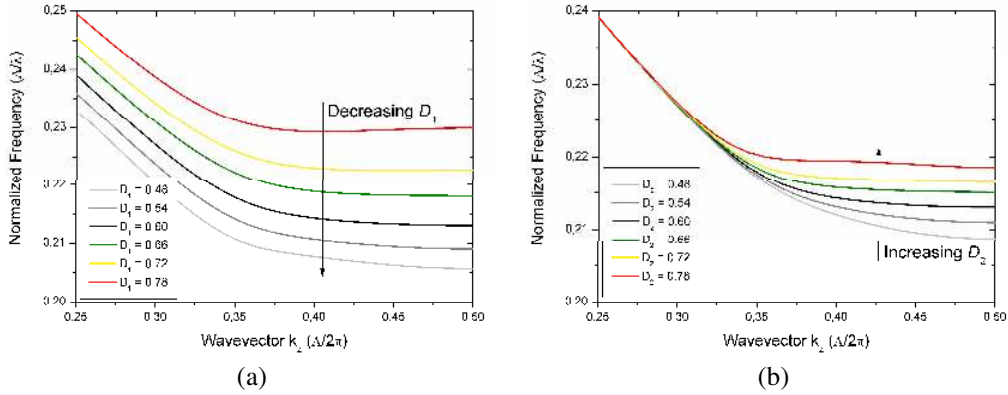 0,25
0,24
0,23
0,22
0,21
0,20
Normalized Frequency (Λ/λ)
Decreasing D1
D1 = 0.48
D1 = 0.54
D1 = 0.60
D1 = 0.66
D1 = 0.72
D1 = 0.78
0,25 0,30 0,35 0,40 0,45 0,50
Wavevector kz (Λ/2π)
(a)
0,24
0,23
0,22
0,21
0,20
Normalized Frequency (Λ/λ)
D2 = 0.48
D2 = 0.54
D2 = 0.60
D2 = 0.66
D2 = 0.72
D2 = 0.78
Increasing D2
0,25 0,30 0,35 0,40 0,45 0,50
Wavevector kz (Λ/2π)
(b)